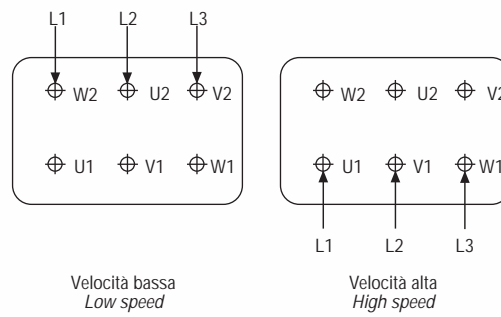 L1 L2 L3
W2 U2 V2 W2 U2 V2
U1 V1 W1 U1 V1 W1
L1 L2 L3
Velocità bassa Velocità alta
Low speed High speed